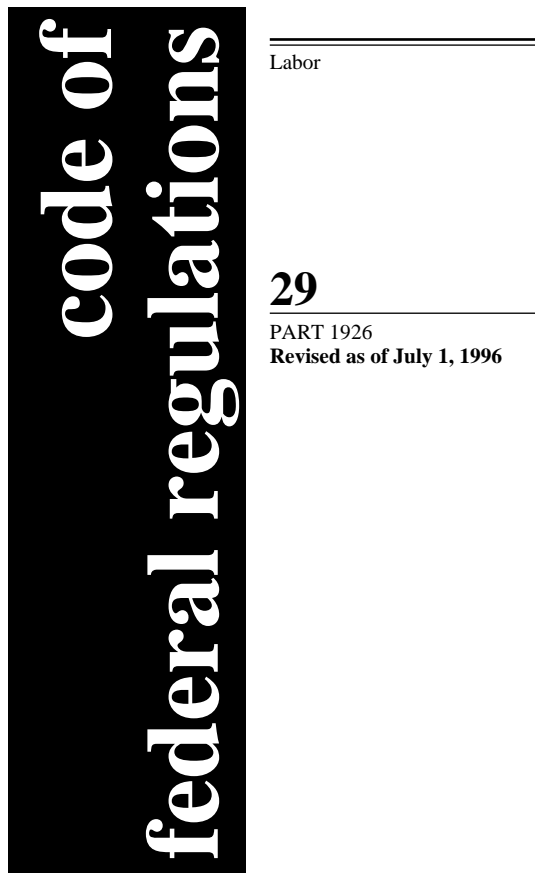 code of
federal regulations
Labor
29
PART 1926
Revised as of July 1, 1996